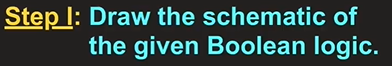 Step I: Draw the schematic of
the given Boolean logic.